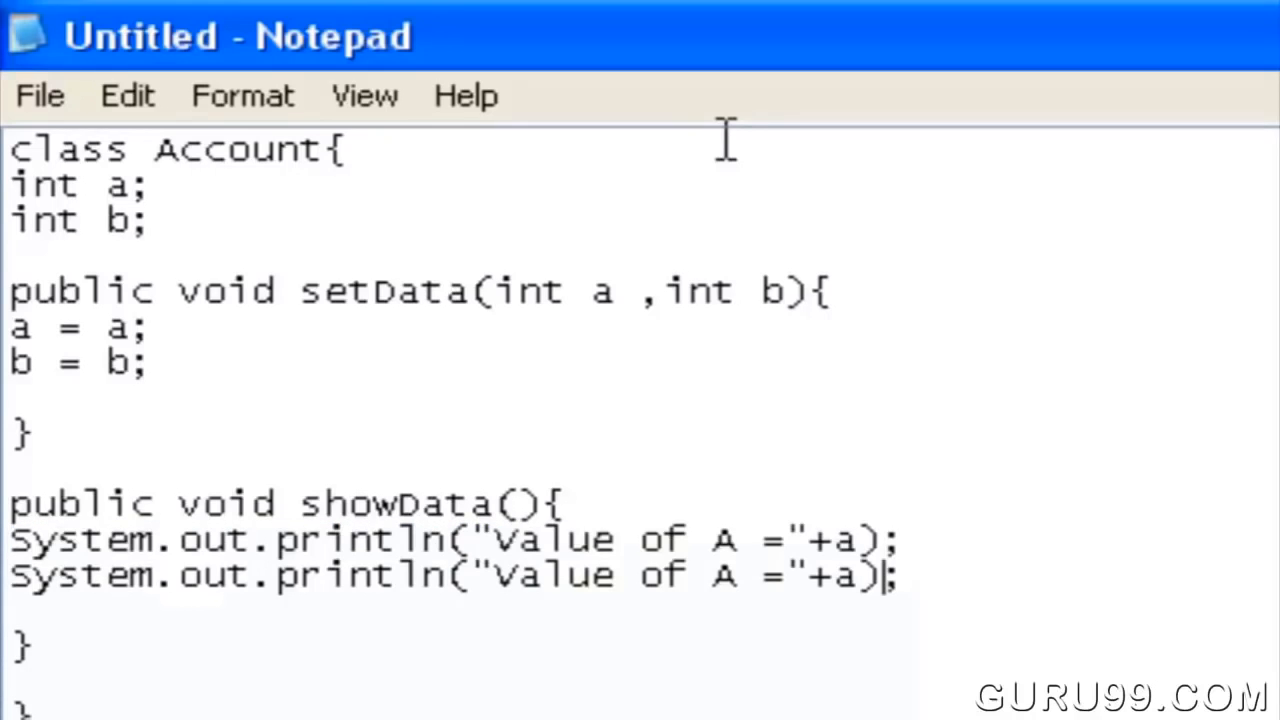 Untitled - Notepad
File Edit Format View Help
class Account{
int a;
int b;
public void setData(int a ,int b){
a = a;
b = b;
}
public void showData(){
System.out.println("Value of A ="+a);
System.out.println("Value of A ="+a);
}
}
GURU99.COM